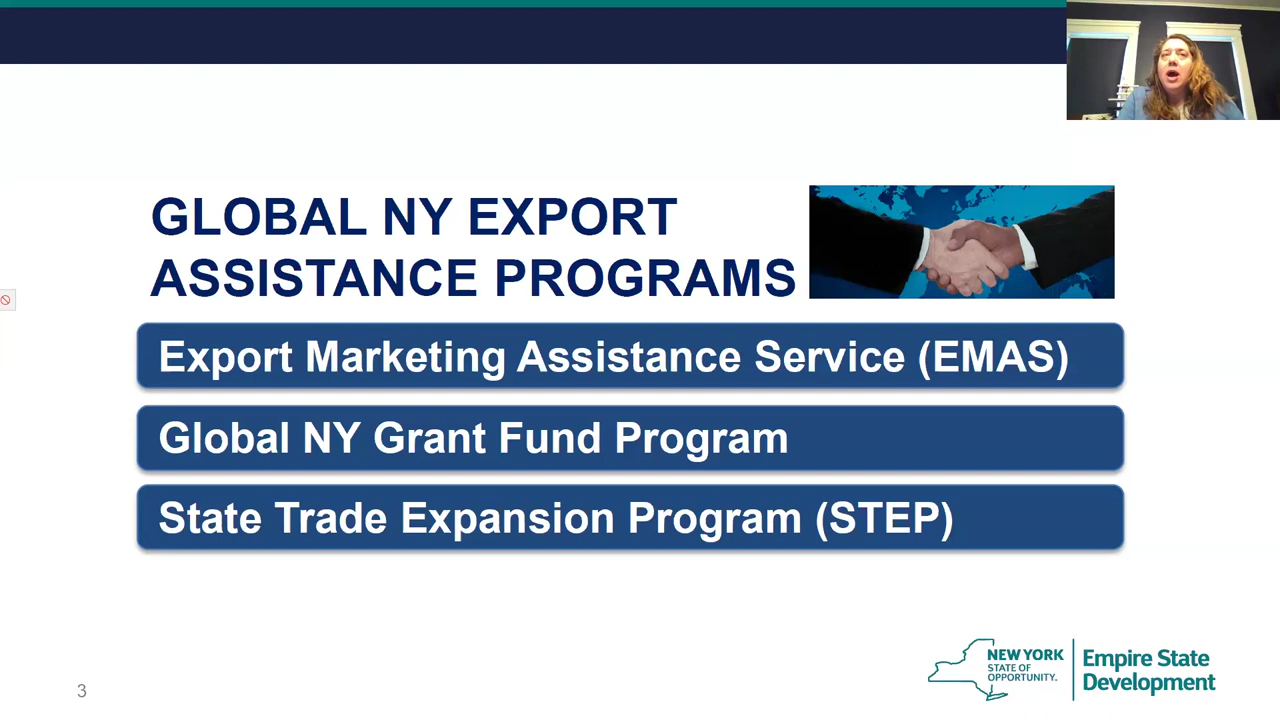 GLOBAL NY EXPORT
ASSISTANCE PROGRAMS
Export Marketing Assistance Service (EMAS)
Global NY Grant Fund Program
State Trade Expansion Program (STEP)
3
NEW YORK
STATE OF
OPPORTUNITY.
Empire State
Development